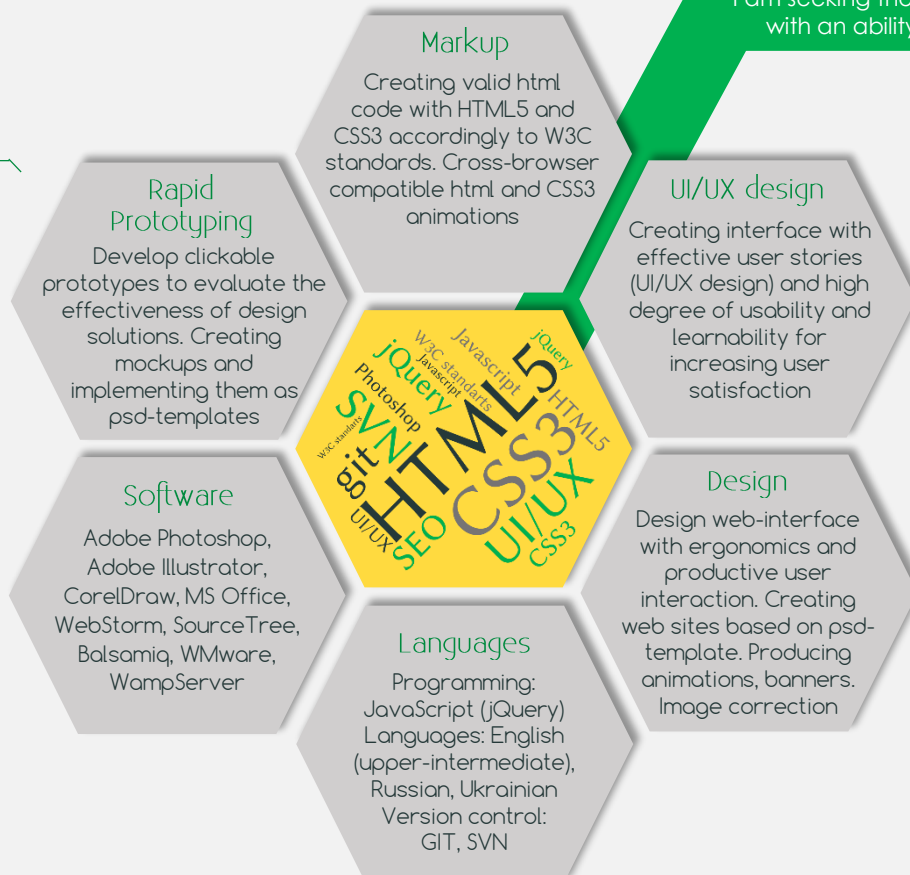 I am seeking
with an ability
Markup
Creating valid html
code with HTML5 and
CSS3 accordingly to W3C
standards. Cross-browser
compatible html and CSS3
animations
Rapid
Prototyping
Develop clickable
prototypes to evaluate the
effectiveness of design
solutions. Creating
mockups and
implementing them as
psd-templates
UI/UX design
Creating interface with
effective user stories
(UI/UX design) and high
degree of usability and
learnability for
increasing user
satisfaction
jQuery
W3C standarts
Javascript
Javascript
jQuery
Photoshop
SVN
W3C standarts
git
HTML5
HTML5
CSS3
UI/UX
SEO
UI/UX
CSS3
Software
Adobe Photoshop,
Adobe Illustrator,
CorelDraw, MS Office,
WebStorm, SourceTree,
Balsamiq, WMware,
WampServer
Design
Design web-interface
with ergonomics and
productive user
interaction. Creating
web sites based on psd-
template. Producing
animations, banners.
Image correction
Languages
Programming:
JavaScript (jQuery)
Languages: English
(upper-intermediate),
Russian, Ukrainian
Version control:
GIT, SVN